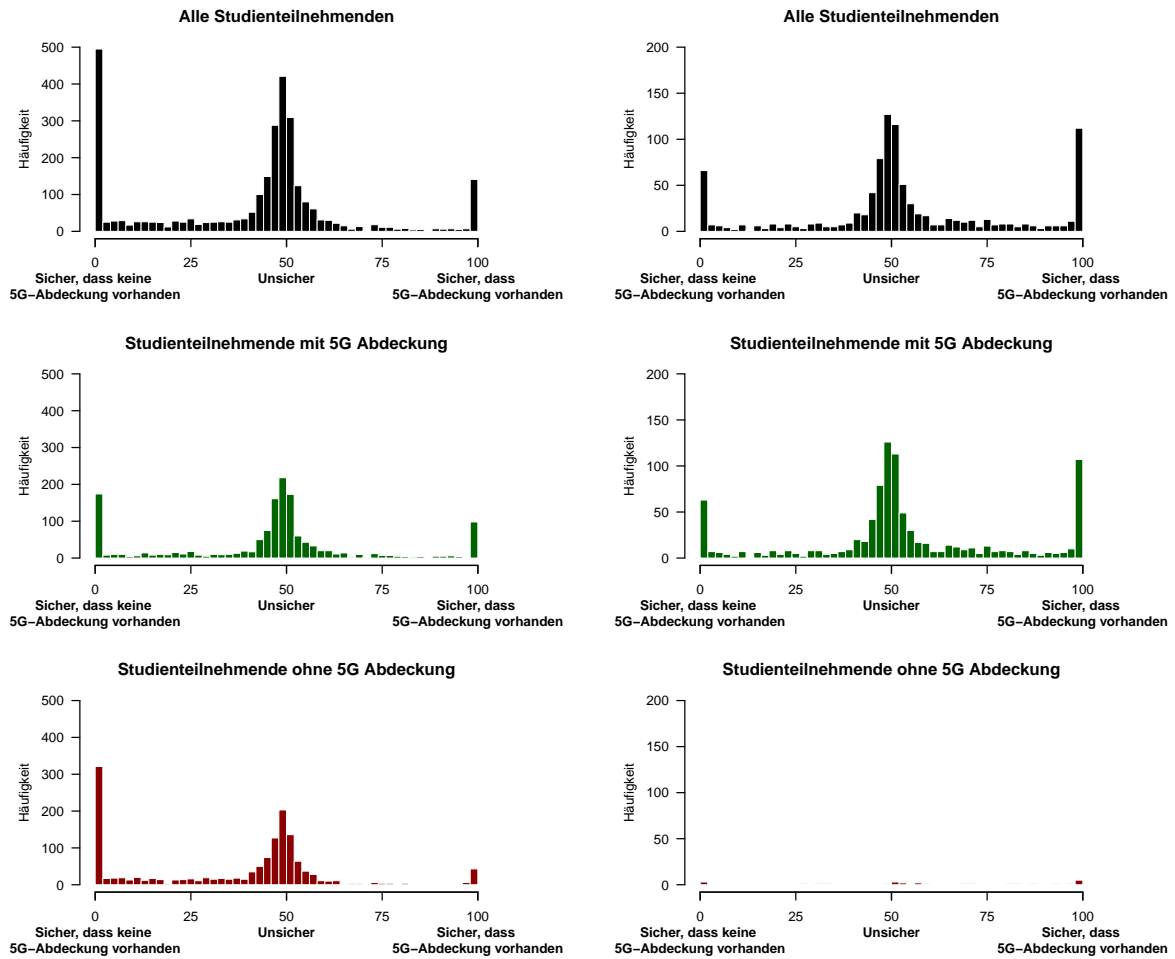 Alle Studienteilnehmenden
Häufigkeit
500
400
300
200
100
0
0 25 50 75 100
Sicher, dass keine Unsicher Sicher, dass
5G−Abdeckung vorhanden 5G−Abdeckung vorhanden
Alle Studienteilnehmenden
Häufigkeit
200
150
100
50
0
0 25 50 75 100
Sicher, dass keine Unsicher Sicher, dass
5G−Abdeckung vorhanden 5G−Abdeckung vorhanden
Studienteilnehmende mit 5G Abdeckung
Häufigkeit
500
400
300
200
100
0
0 25 50 75 100
Sicher, dass keine Unsicher Sicher, dass
5G−Abdeckung vorhanden 5G−Abdeckung vorhanden
Studienteilnehmende mit 5G Abdeckung
Häufigkeit
200
150
100
50
0
0 25 50 75 100
Sicher, dass keine Unsicher Sicher, dass
5G−Abdeckung vorhanden 5G−Abdeckung vorhanden
Studienteilnehmende ohne 5G Abdeckung
Häufigkeit
500
400
300
200
100
0
0 25 50 75 100
Sicher, dass keine Unsicher Sicher, dass
5G−Abdeckung vorhanden 5G−Abdeckung vorhanden
Studienteilnehmende ohne 5G Abdeckung
Häufigkeit
200
150
100
50
0
0 25 50 75 100
Sicher, dass keine Unsicher Sicher, dass
5G−Abdeckung vorhanden 5G−Abdeckung vorhanden